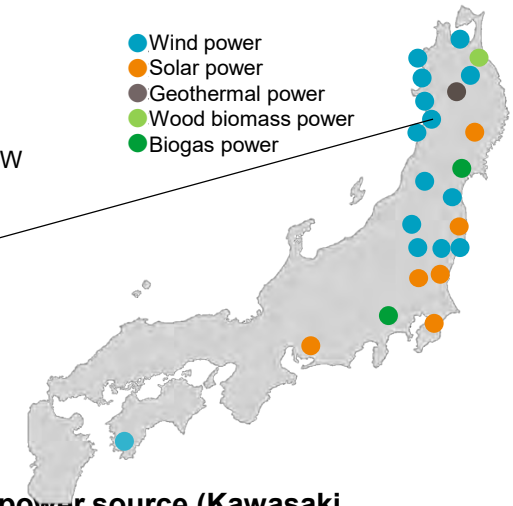 Wind power
Solar power
Geothermal power
Wood biomass power
Biogas power
W
power source (Kawasaki